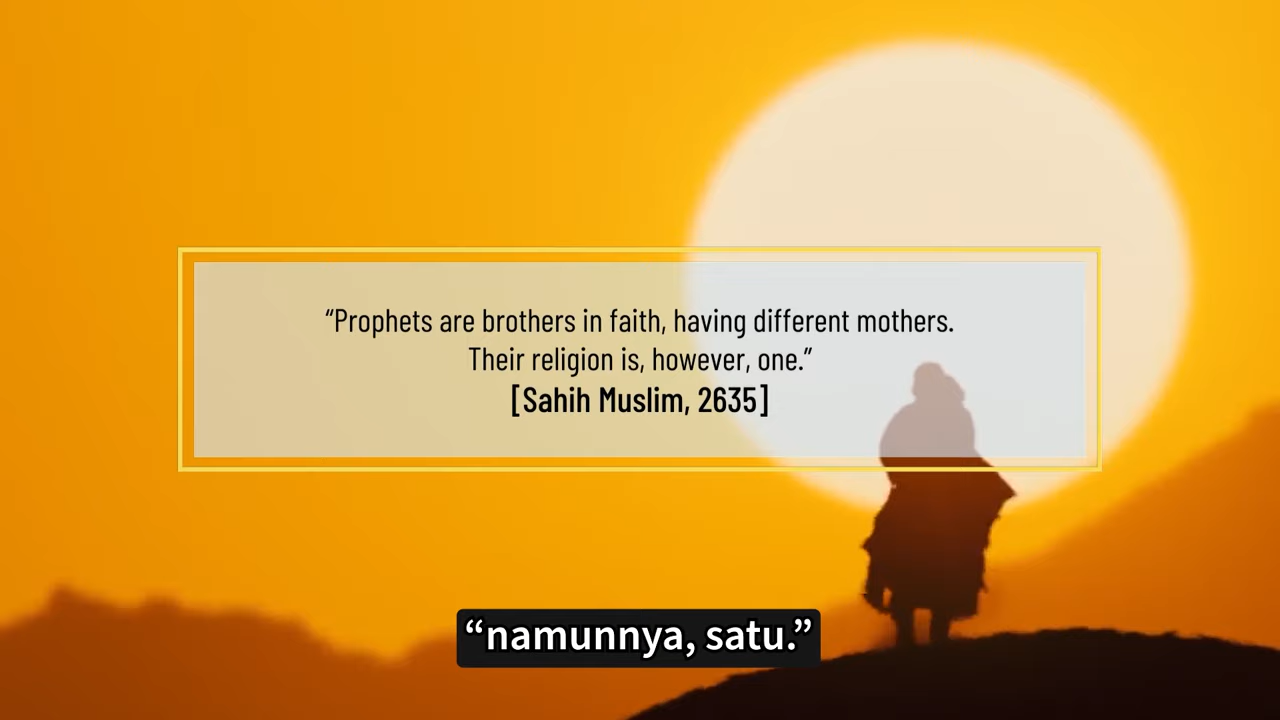 “Prophets are brothers in faith, having different mothers.
Their religion is, however, one.”
[Sahih Muslim, 2635]
“namunnya, satu.”